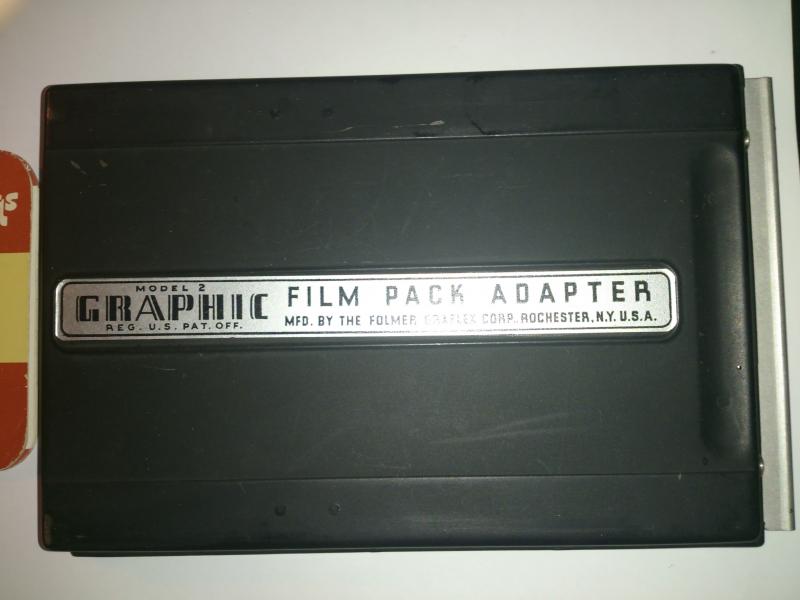 MODEL 2
GRAPHIC
REG. U.S. PAT. OFF.
FILM PACK ADAPTER
MFD. BY THE FOLMER GRAFLEX CORP., ROCHESTER, N.Y. U.S.A.